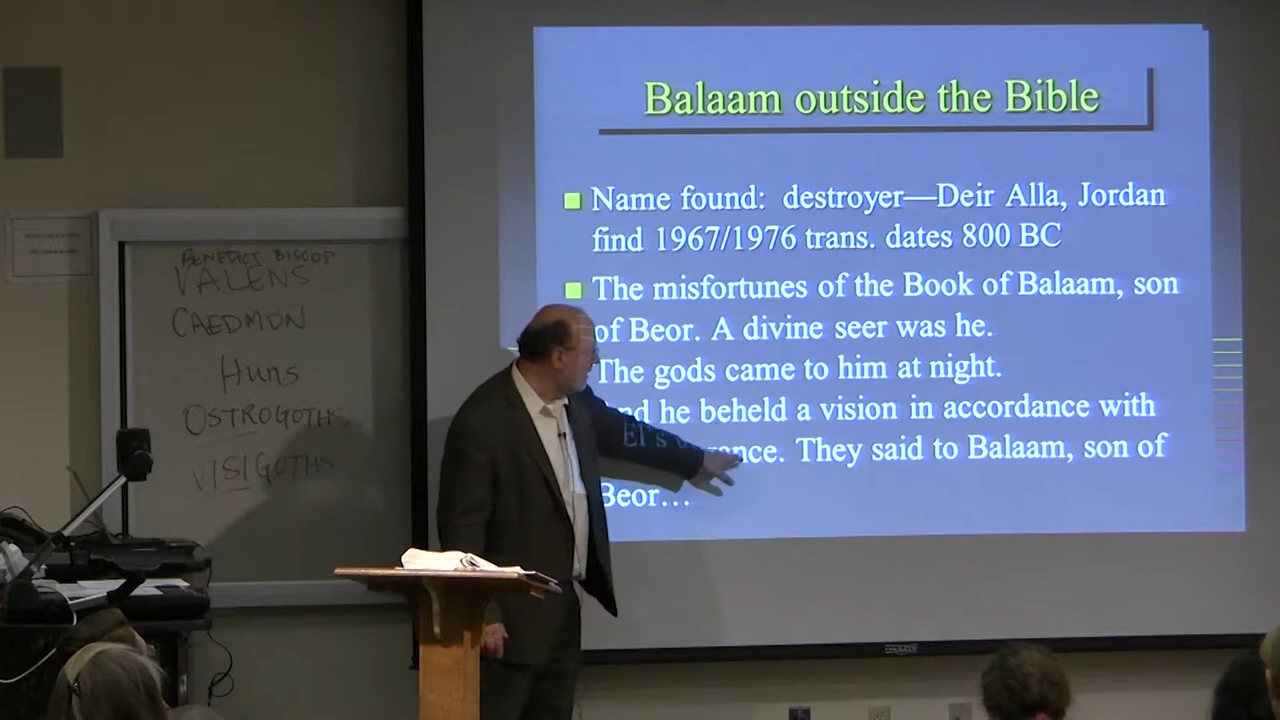 Balaam outside the Bible
Name found: destroyer—Deir Alla, Jordan
find 1967/1976 trans. dates 800 BC
The misfortunes of the Book of Balaam, son
of Beor. A divine seer was he.
The gods came to him at night.
And he beheld a vision in accordance with
El's They said to Balaam, son of
Beor…
BENEDICT BISCOP
VALENS
CAEDMON
Huns
OSTROGOTHS
VISIGOTHS